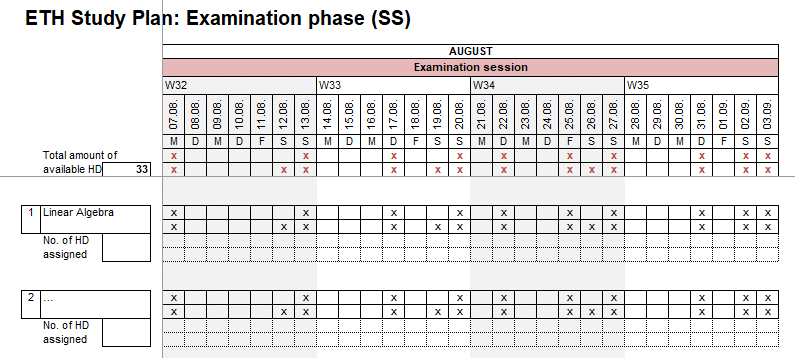 ETH Study Plan: Examination phase (SS)
AUGUST
Examination session
W32 W33 W34 W35
07.08. 08.08. 09.08. 10.08. 11.08. 12.08. 13.08. 14.08. 15.08. 16.08. 17.08. 18.08. 19.08. 20.08. 21.08. 22.08. 23.08. 24.08. 25.08. 26.08. 27.08. 28.08. 29.08. 30.08. 31.08. 01.09. 02.09. 03.09.
M D M D F S S M D M D F S S M D M D F S S M D M D F S S
Total amount of x x x x x x x x x x
available HD 33 x x x x x x x x x x x x x
1 Linear Algebra x x x x x x x x x x
x x x x x x x x x x x x x
No. of HD
assigned
2 ... x x x x x x x x x x
x x x x x x x x x x x x x
No. of HD
assigned